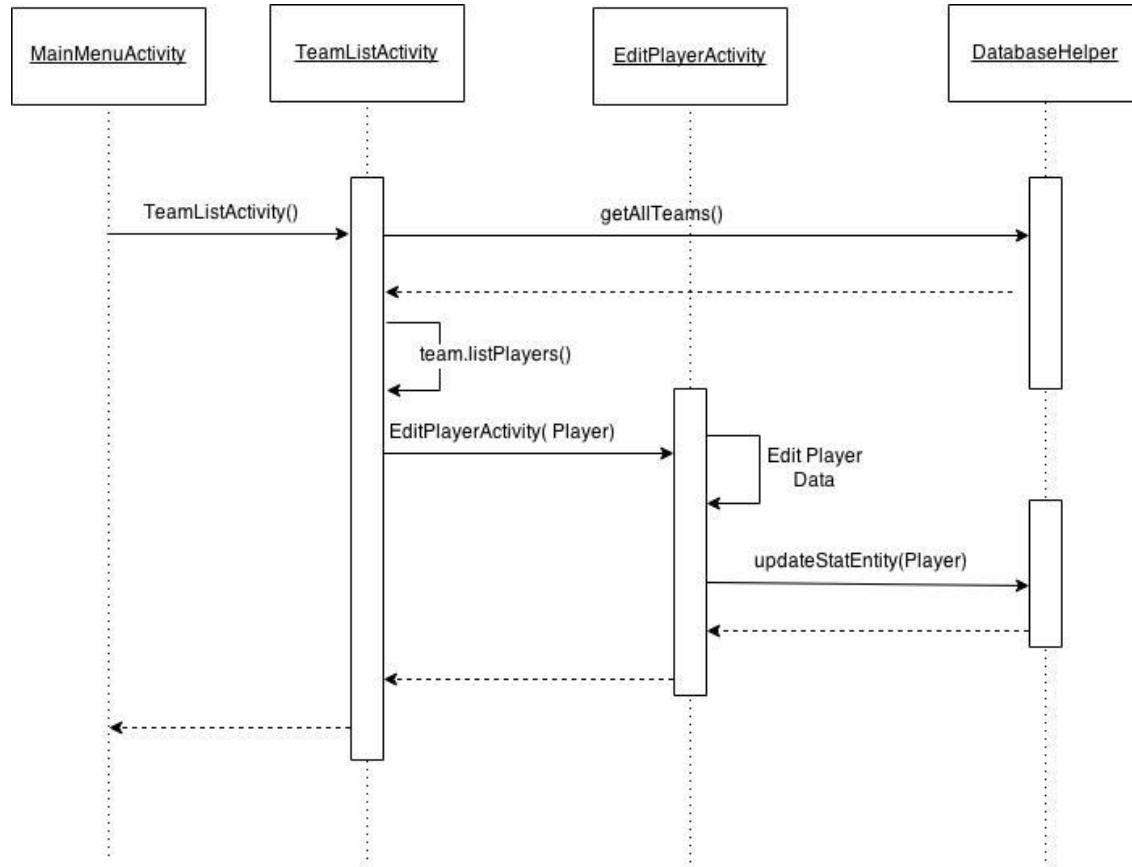 MainMenuActivity
TeamListActivity
EditPlayerActivity
DatabaseHelper
TeamListActivity()
getAllTeams()
team.listPlayers()
EditPlayerActivity( Player)
Edit Player
Data
updateStatEntity(Player)